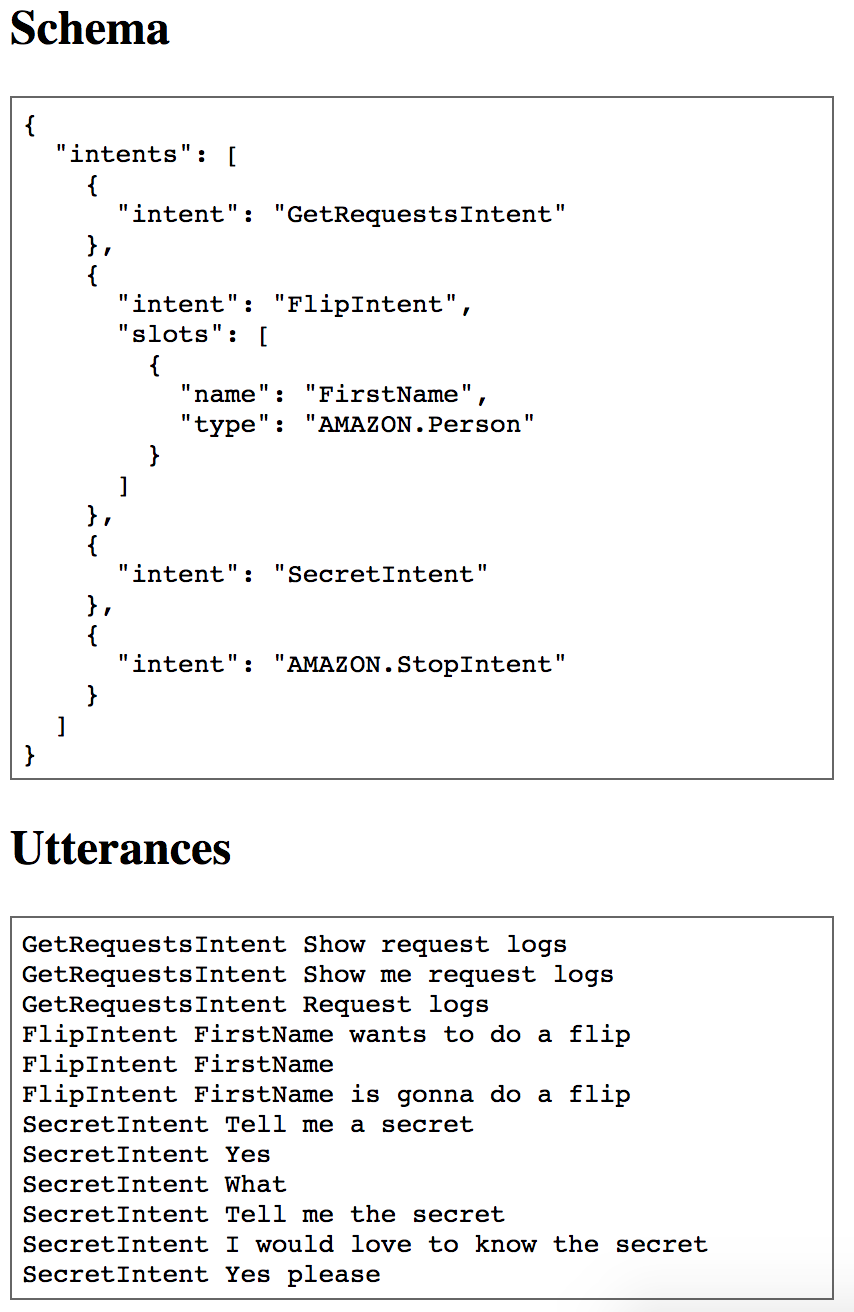 Schema
{
  "intents": [
    {
      "intent": "GetRequestsIntent"
    },
    {
      "intent": "FlipIntent",
      "slots": [
        {
          "name": "FirstName",
          "type": "AMAZON.Person"
        }
      ]
    },
    {
      "intent": "SecretIntent"
    },
    {
      "intent": "AMAZON.StopIntent"
    }
  ]
}
Utterances
GetRequestsIntent Show request logs
GetRequestsIntent Show me request logs
GetRequestsIntent Request logs
FlipIntent FirstName wants to do a flip
FlipIntent FirstName
FlipIntent FirstName is gonna do a flip
SecretIntent Tell me a secret
SecretIntent Yes
SecretIntent What
SecretIntent Tell me the secret
SecretIntent I would love to know the secret
SecretIntent Yes please